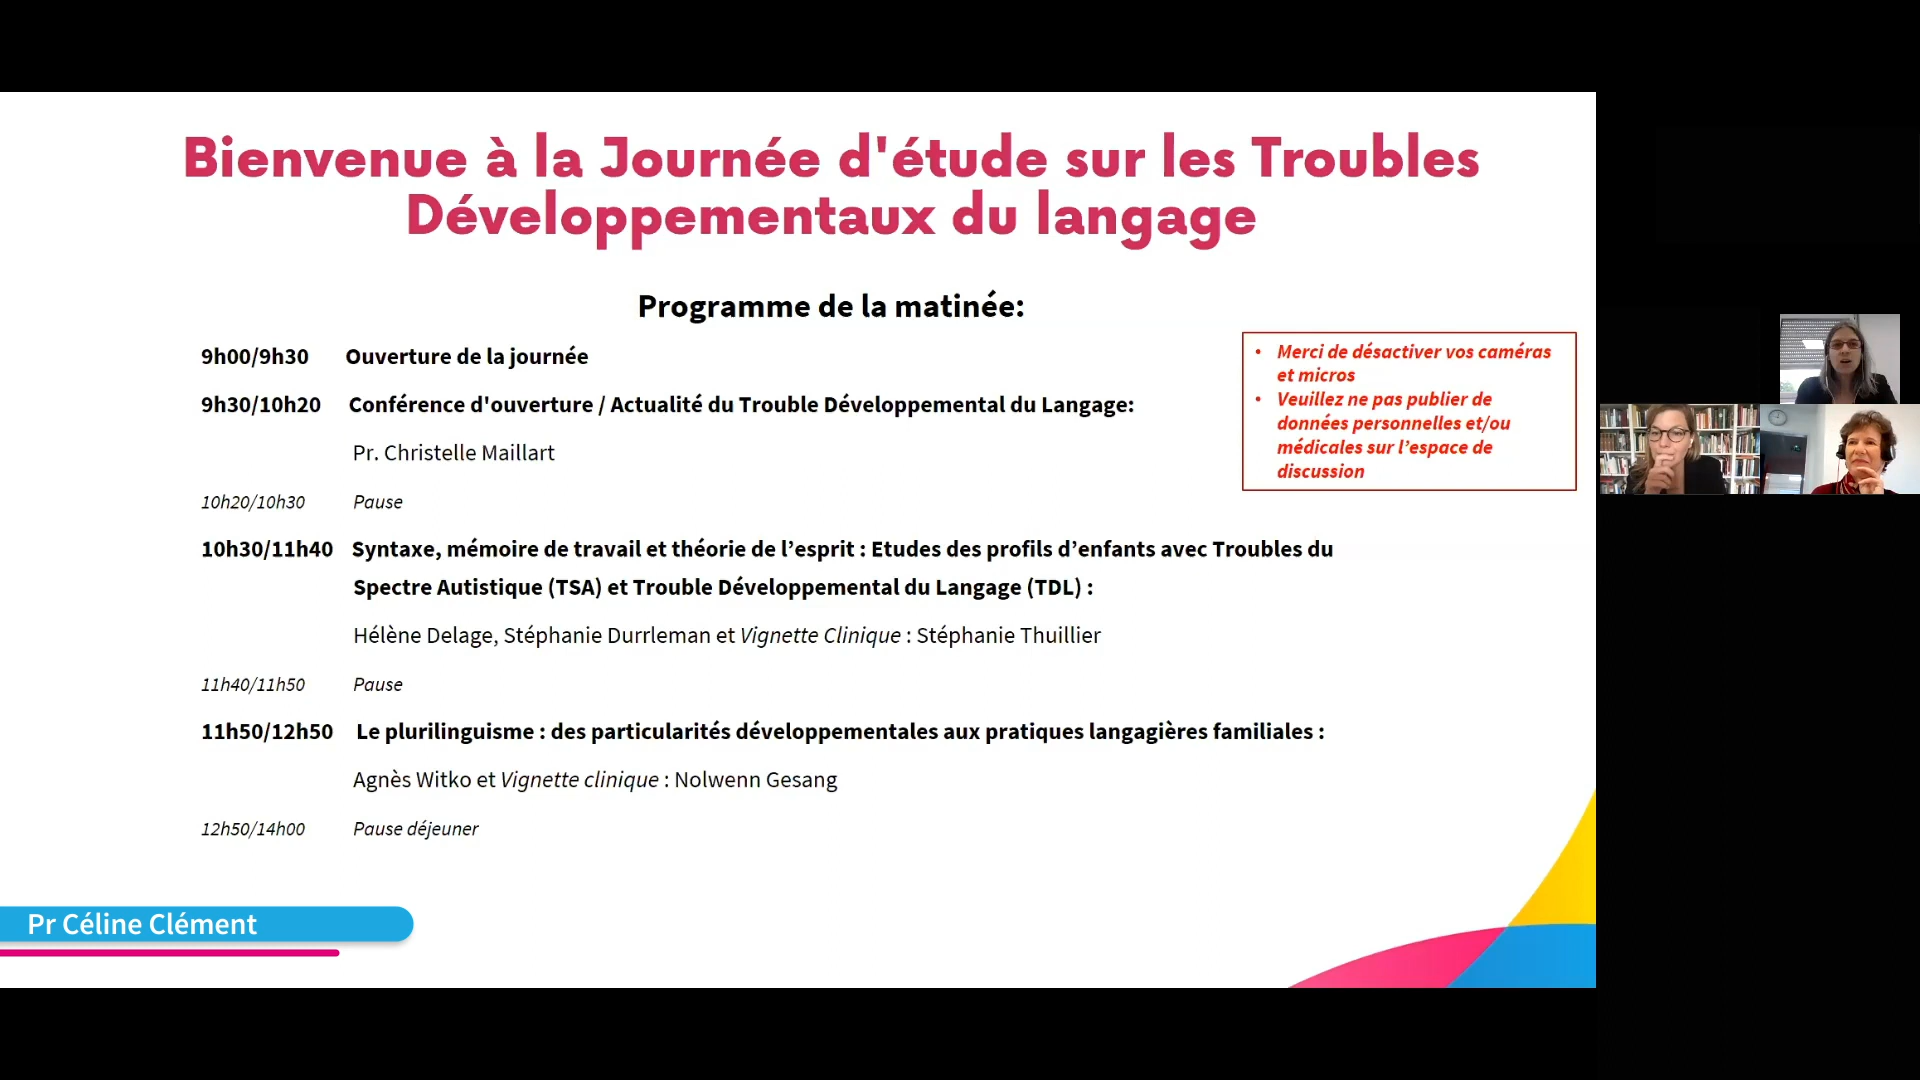 Bienvenue à la Journée d'étude sur les Troubles
Développementaux du langage
Programme de la matinée:
9h00/9h30 Ouverture de la journée
9h30/10h20 Conférence d'ouverture / Actualité du Trouble Développemental du Langage:
Pr. Christelle Maillart
10h20/10h30 Pause
10h30/11h40 Syntaxe, mémoire de travail et théorie de l’esprit : Etudes des profils d’enfants avec Troubles du
Spectre Autistique (TSA) et Trouble Développemental du Langage (TDL) :
Hélène Delage, Stéphanie Durrleman et Vignette Clinique : Stéphanie Thuillier
11h40/11h50 Pause
11h50/12h50 Le plurilinguisme : des particularités développementales aux pratiques langagières familiales :
Agnès Witko et Vignette clinique : Nolwenn Gesang
12h50/14h00 Pause déjeuner
• Merci de désactiver vos caméras
et micros
• Veuillez ne pas publier de
données personnelles et/ou
médicales sur l’espace de
discussion
Pr Céline Clément